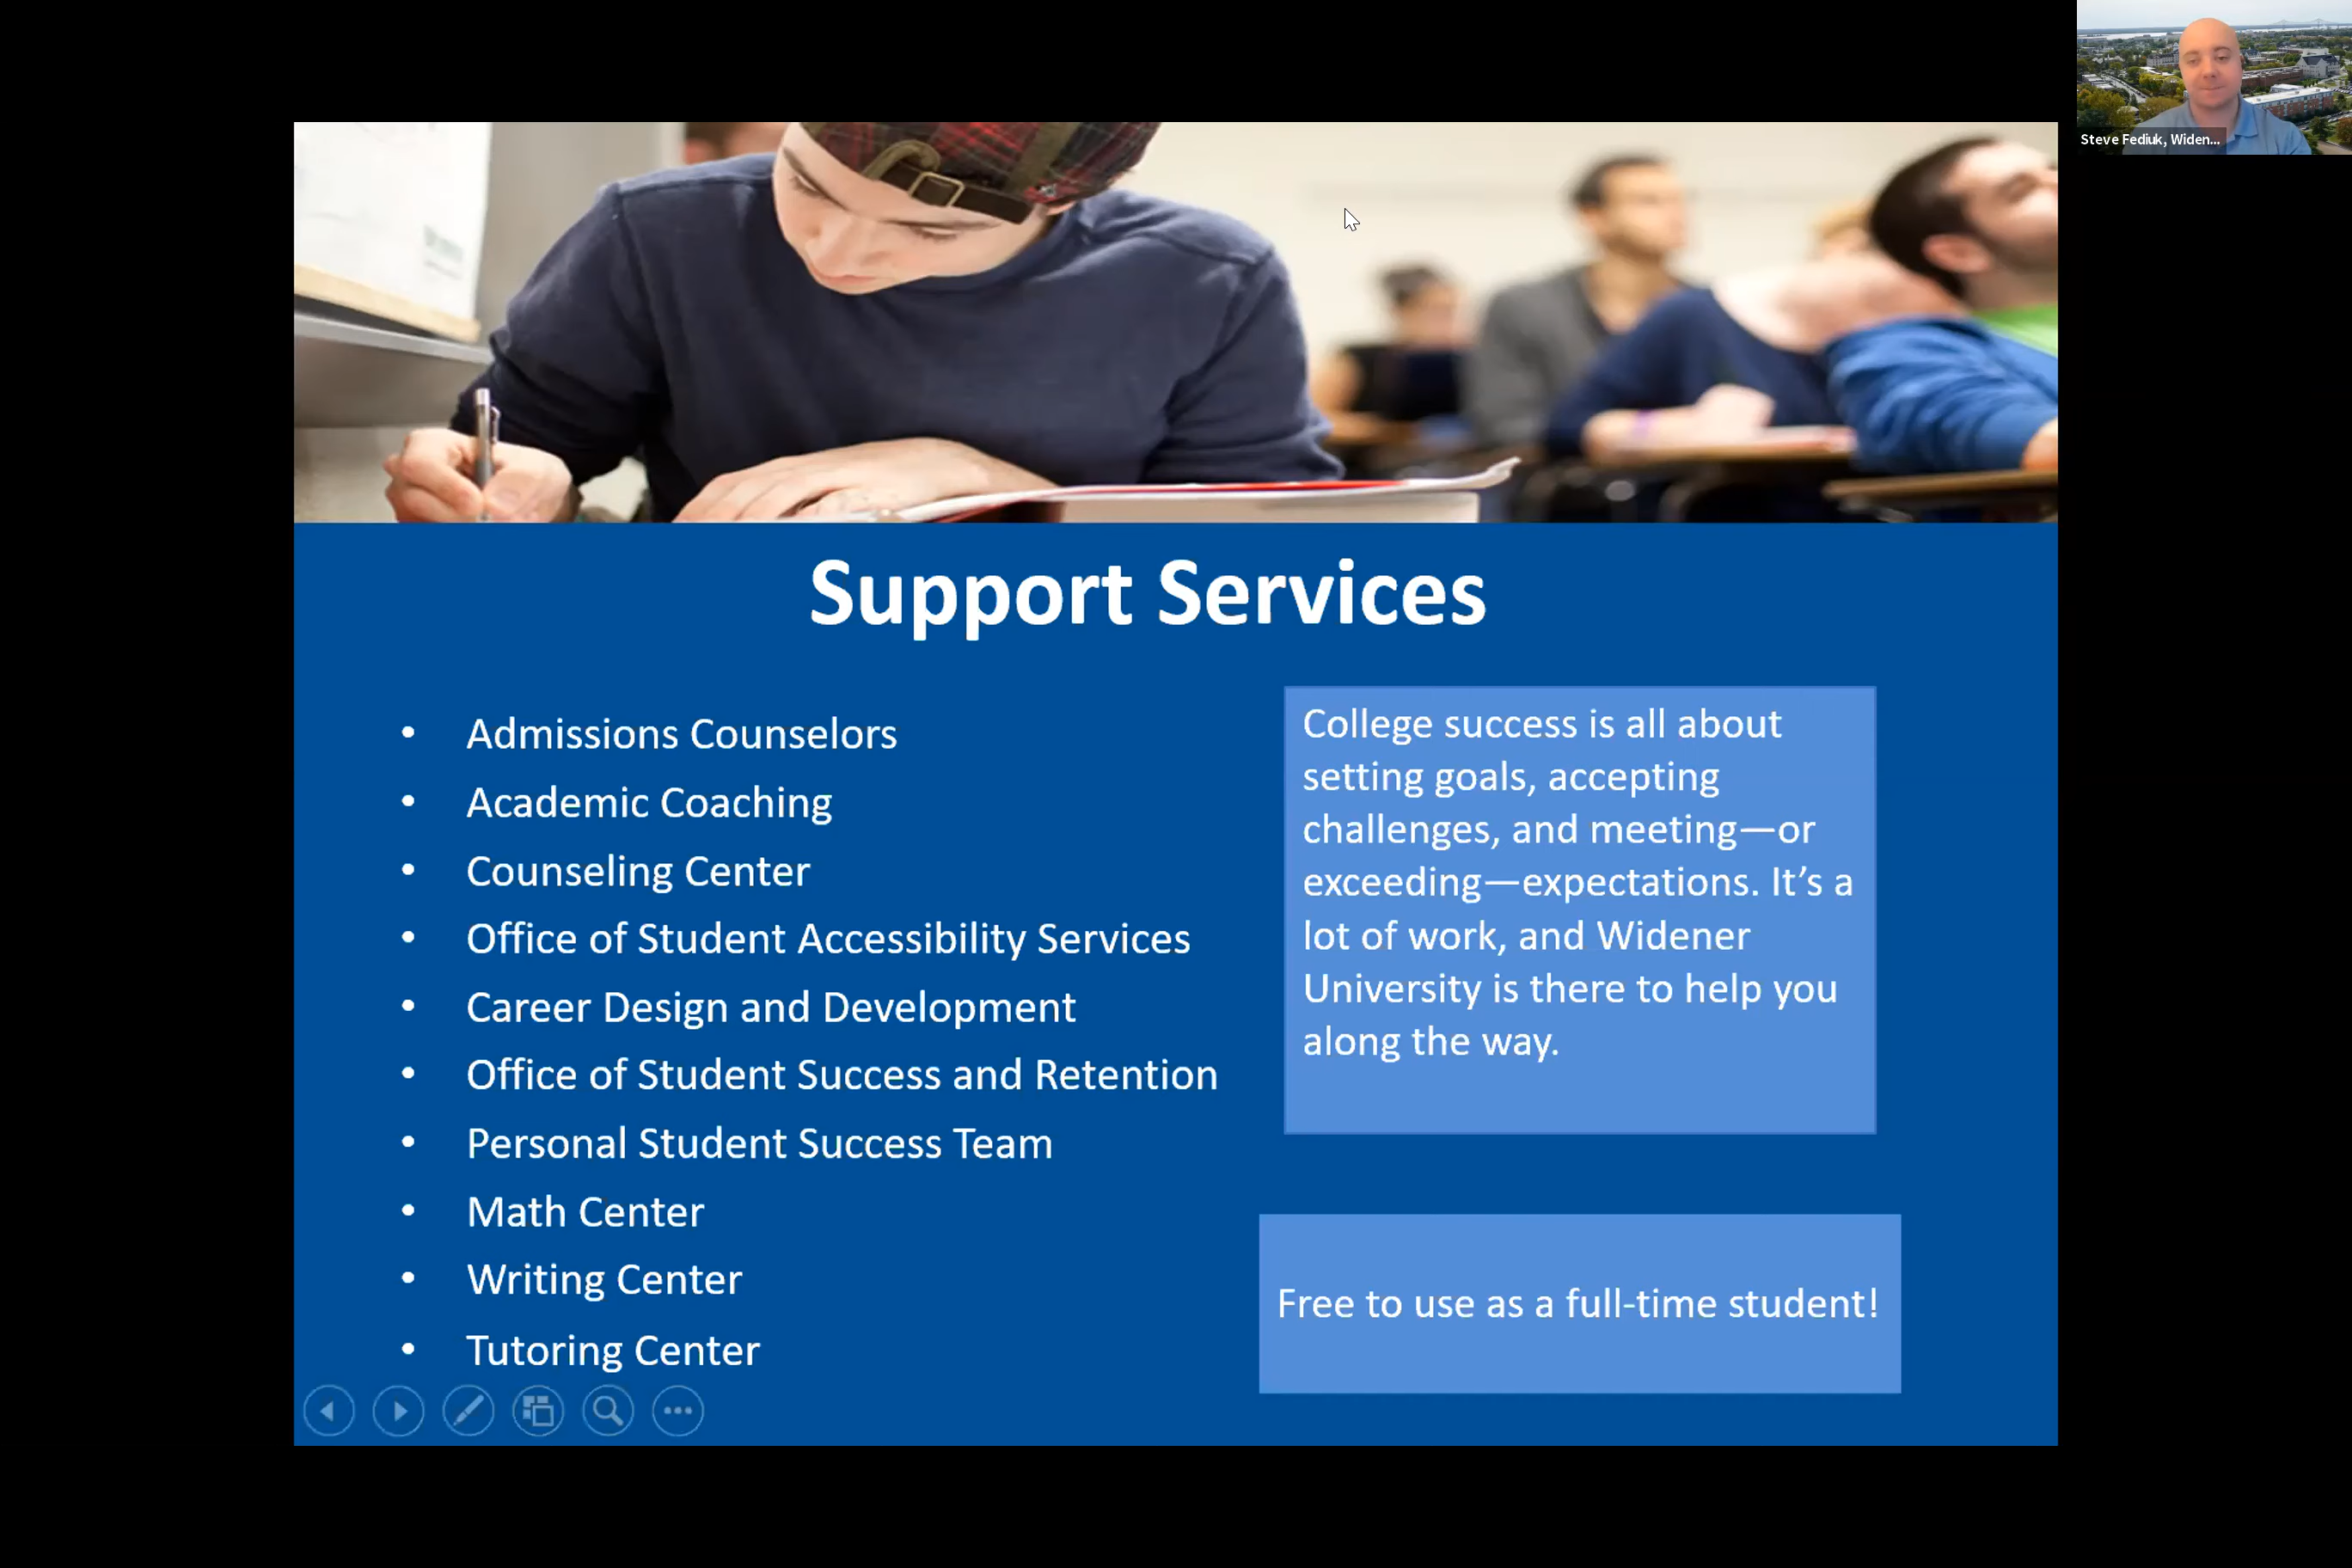 Steve Fediuk, Widen...
Support Services
• Admissions Counselors
• Academic Coaching
• Counseling Center
• Office of Student Accessibility Services
• Career Design and Development
• Office of Student Success and Retention
• Personal Student Success Team
• Math Center
• Writing Center
• Tutoring Center
College success is all about
setting goals, accepting
challenges, and meeting—or
exceeding—expectations. It’s a
lot of work, and Widener
University is there to help you
along the way.
Free to use as a full-time student!